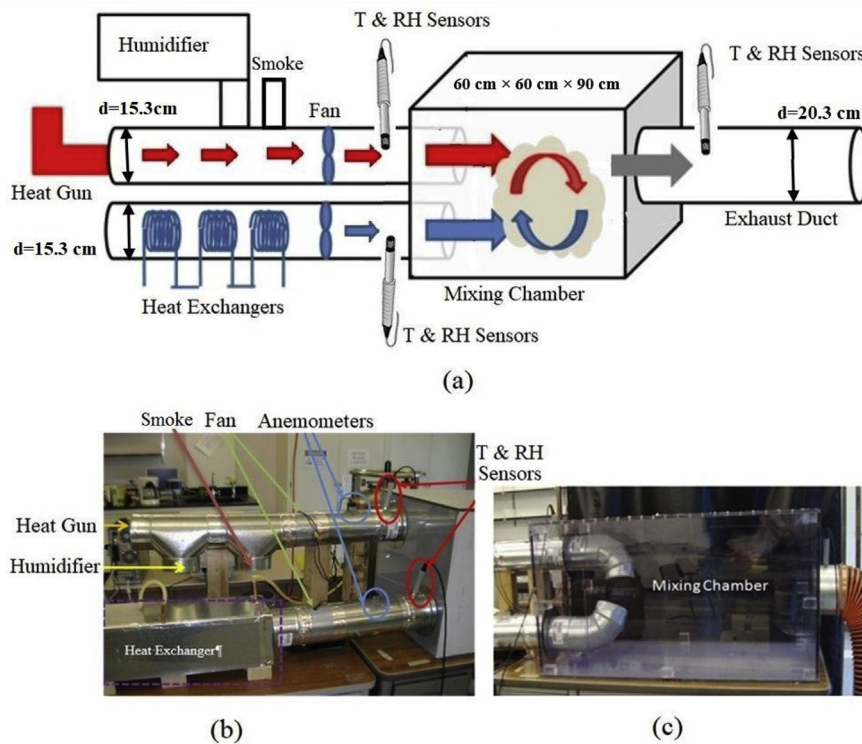 T & RH Sensors
Humidifier
Smoke
T & RH Sensors
60 cm × 60 cm × 90 cm
d=15.3cm
Fan
d=20.3 cm
Heat Gun
Exhaust Duct
d=15.3 cm
Heat Exchangers
Mixing Chamber
T & RH Sensors
(a)
Smoke
Fan
Anemometers
T & RH
Sensors
Heat Gun
Humidifier
Mixing Chamber
Heat Exchanger¶
(b)
(c)